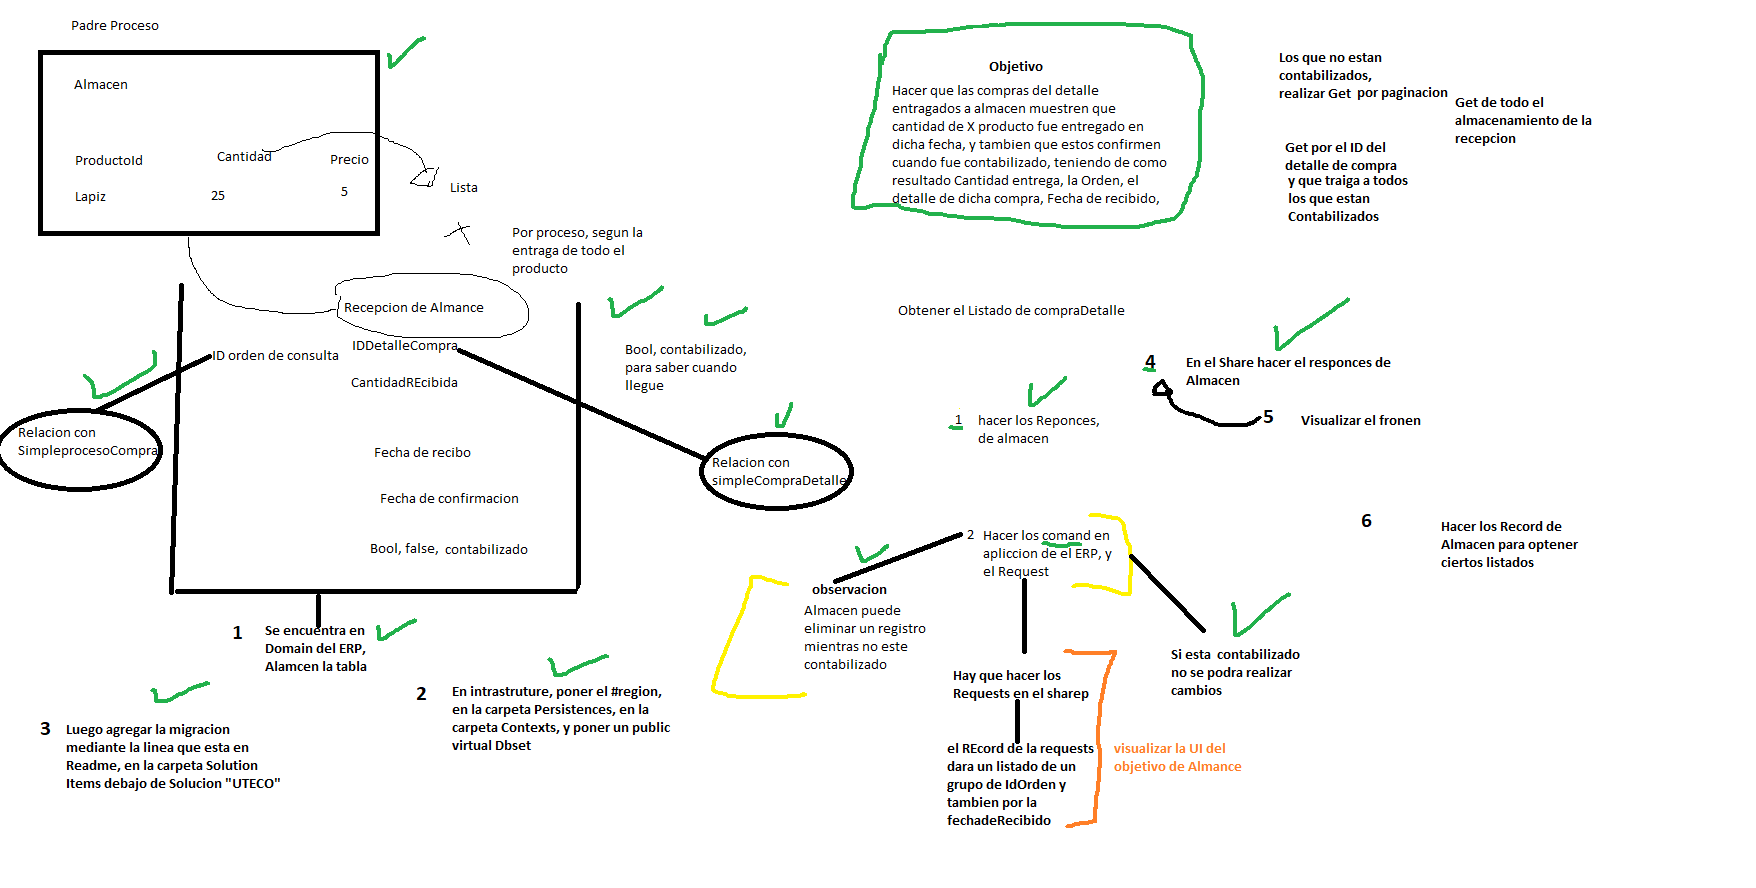 Padre Proceso
Almacen
ProductoId
Cantidad
Precio
Lapiz
25
5
Lista
Por proceso, segun la
entraga de todo el
producto
Recepcion de Almance
ID orden de consulta
IDDetalleCompra
CantidadREcibida
Bool, contabilizado,
para saber cuando
llegue
Relacion con
SimpleprocesoCompra
Relacion con
simpleCompraDetalle
Fecha de recibo
Fecha de confirmacion
Bool, false, contabilizado
1
Se encuentra en
Domain del ERP,
Alamcen la tabla
2
En intrastruture, poner el #region,
en la carpeta Persistences, en la
carpeta Contexts, y poner un public
virtual Dbset
3
Luego agregar la migracion
mediante la linea que esta en
Readme, en la carpeta Solution
Items debajo de Solucion "UTECO"
Objetivo
Hacer que las compras del detalle
entragados a almacen muestren que
cantidad de X producto fue entregado en
dicha fecha, y tambien que estos confirmen
cuando fue contabilizado, teniendo de como
resultado Cantidad entrega, la Orden, el
detalle de dicha compra, Fecha de recibido,
Los que no estan
contabilizados,
realizar Get por paginacion
Get de todo el
almacenamiento de la
recepcion
Get por el ID del
detalle de compra
y que traiga a todos
los que estan
Contabilizados
Obtener el Listado de compraDetalle
4
En el Share hacer el responces de
Almacen
5
Visualizar el fronen
1
hacer los Reponces,
de almacen
2
Hacer los comand en
apliccion de el ERP, y
el Request
6
Hacer los Record de
Almacen para optener
ciertos listados
observacion
Almacen puede
eliminar un registro
mientras no este
contabilizado
Si esta contabilizado
no se podra realizar
cambios
Hay que hacer los
Requests en el sharep
el REcord de la requests
dara un listado de un
grupo de IdOrden y
tambien por la
fechadeRecibido
visualizar la UI del
objetivo de Almance